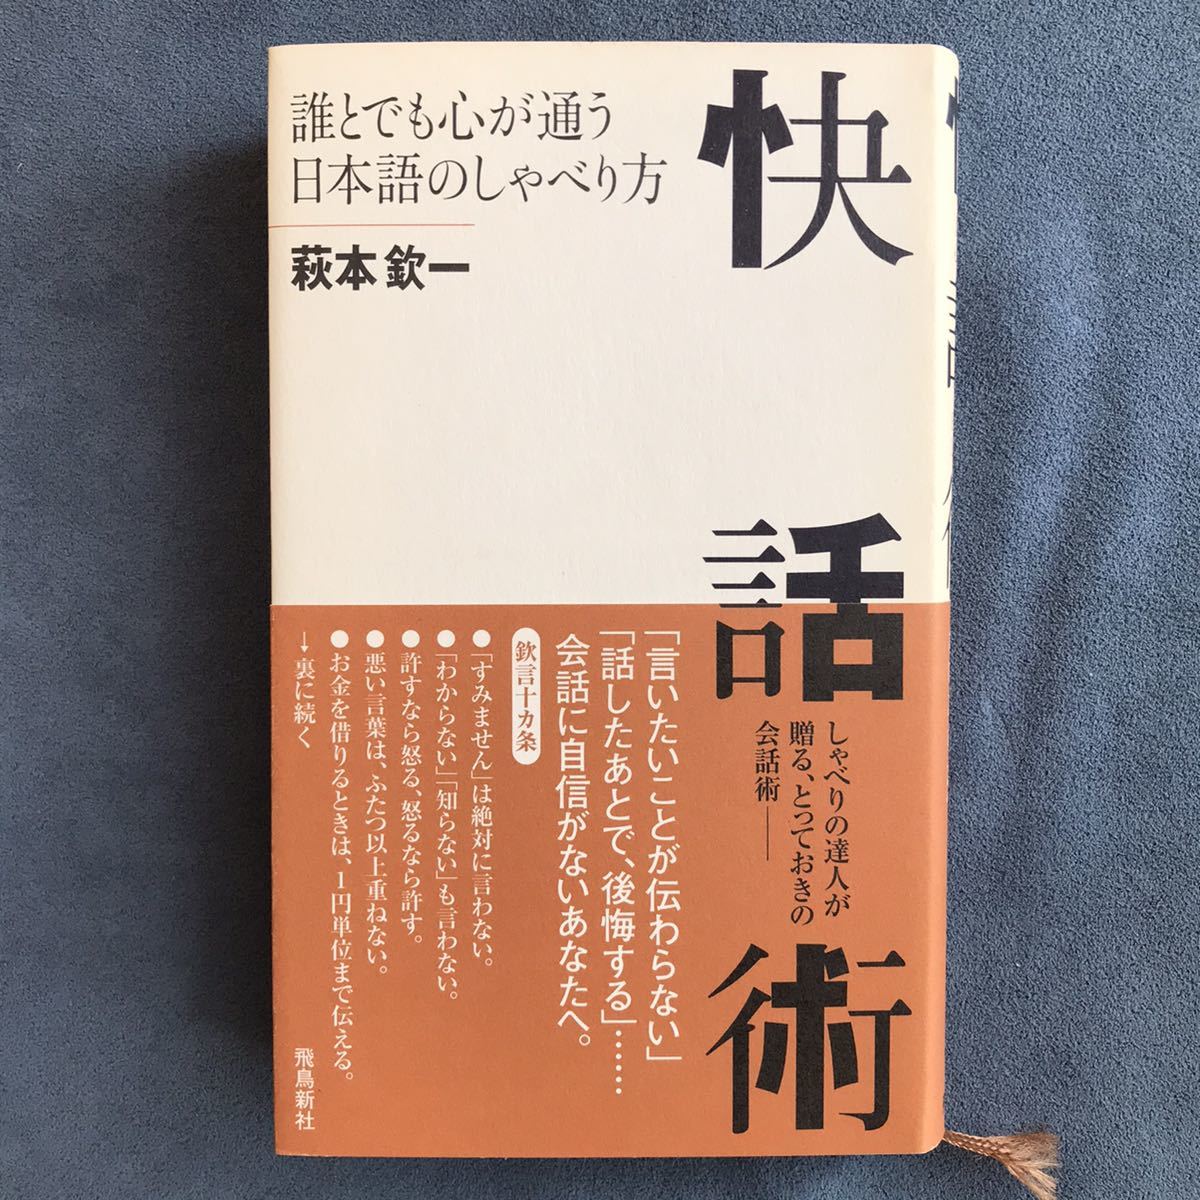 快話術
誰とでも心が通う
日本語のしゃべり方
萩本欽一
しゃべりの達人が
贈る、とっておきの
会話術――
「言いたいことが伝わらない」
「話したあとで、後悔する」……
会話に自信がないあなたへ。
欽言十カ条
●「すみません」は絶対に言わない。
●「わからない」「知らない」も言わない。
●許すなら怒る、怒るなら許す。
●悪い言葉は、ふたつ以上重ねない。
●お金を借りるときは、1円単位まで伝える。
→裏に続く
飛鳥新社